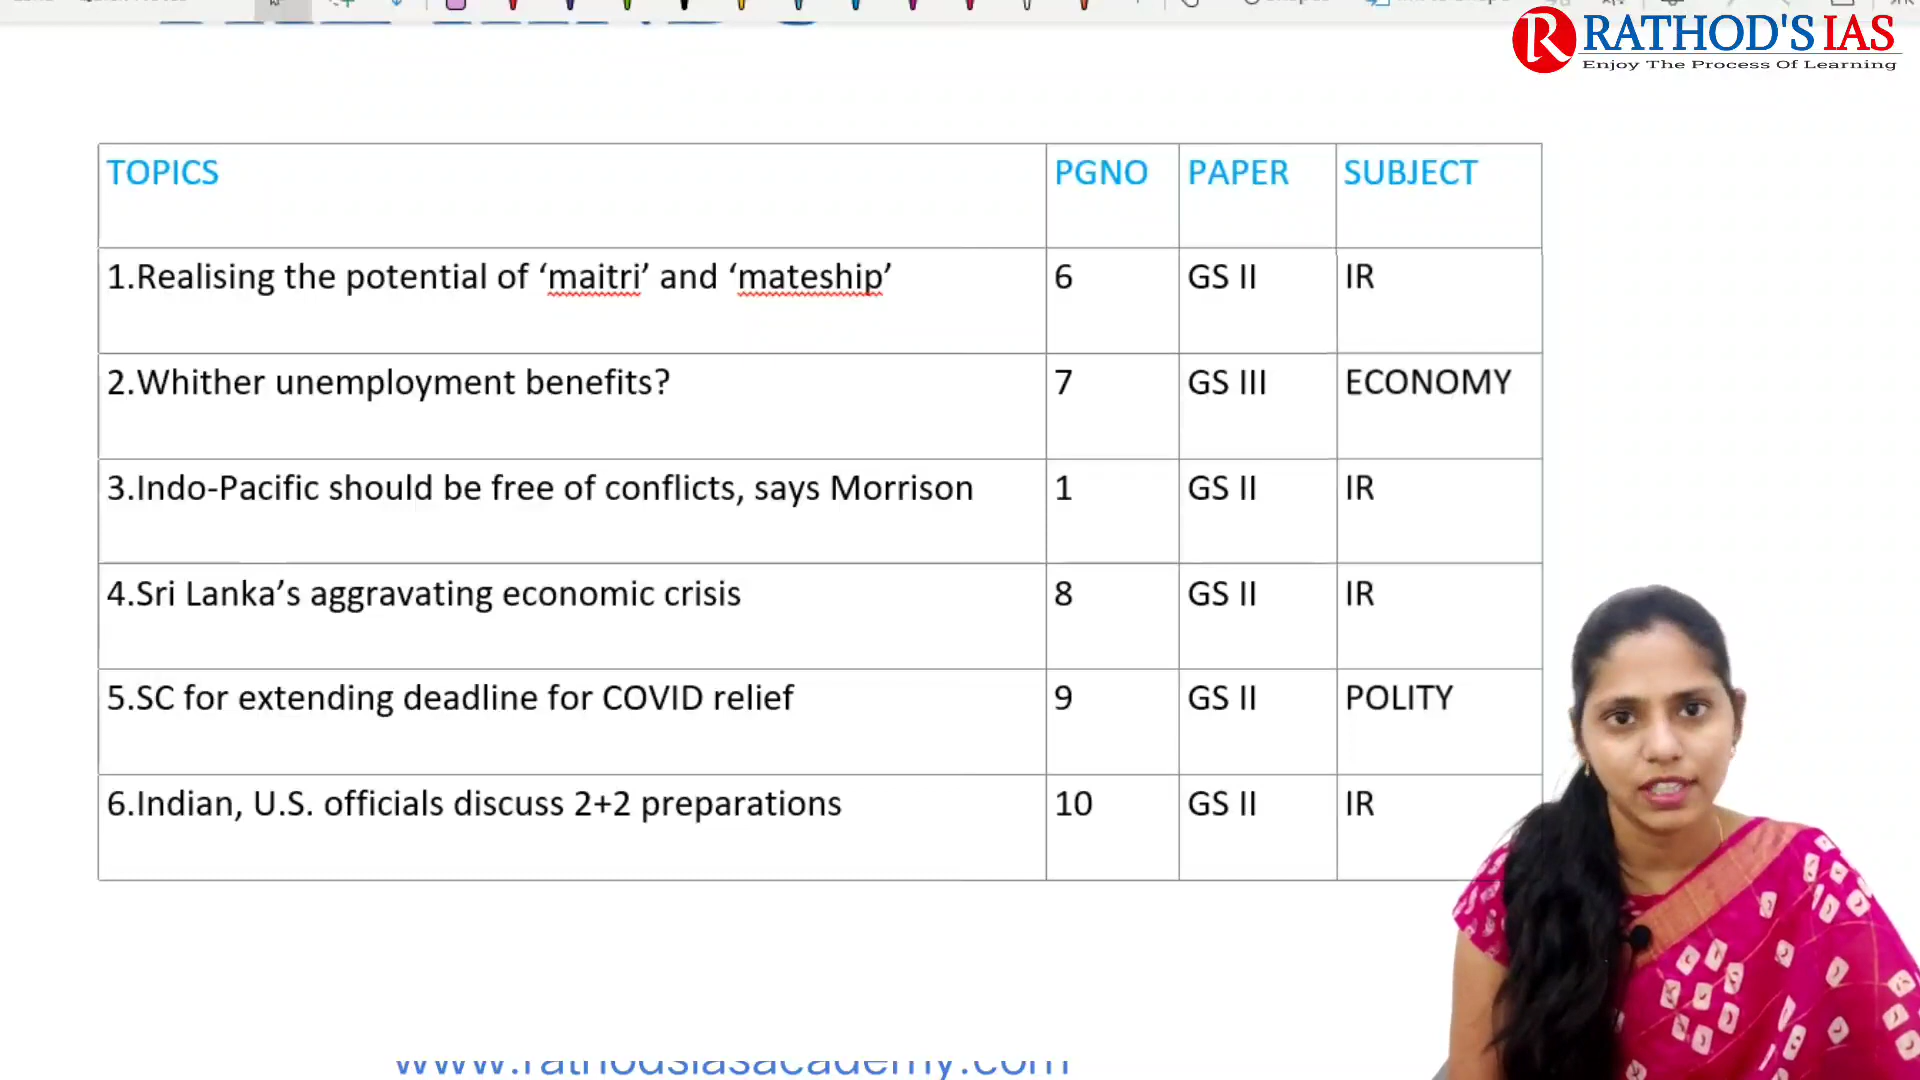 RATHOD'S IAS
Enjoy The Process Of Learning
TOPICS PGNO PAPER SUBJECT
1.Realising the potential of ‘maitri’ and ‘mateship’ 6 GS II IR
2.Whither unemployment benefits? 7 GS III ECONOMY
3.Indo-Pacific should be free of conflicts, says Morrison 1 GS II IR
4.Sri Lanka’s aggravating economic crisis 8 GS II IR
5.SC for extending deadline for COVID relief 9 GS II POLITY
6.Indian, U.S. officials discuss 2+2 preparations 10 GS II IR
www.rathodsiasacademy.com